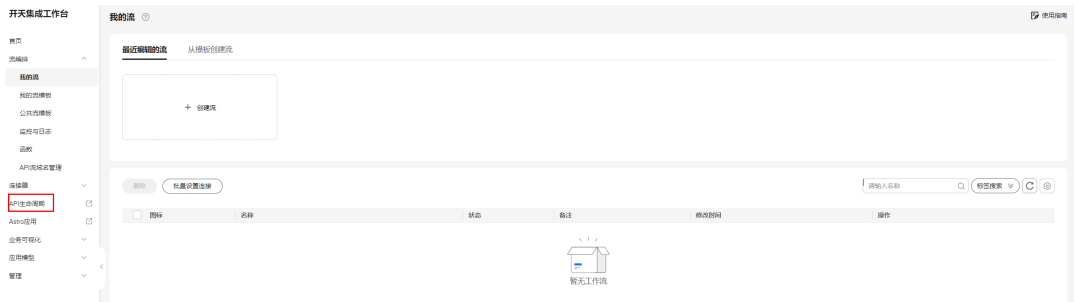 开天集成工作台
首页
流编排
我的流
我的流模板
公共流模板
监控与日志
函数
API流域名管理
连接器
API生命周期
Astro应用
业务可视化
应用模型
管理
我的流
使用指南
最近编辑的流 从模板创建流
+ 创建流
删除 批量设置连接 请输入名称 标签搜索
图标 名称 状态 备注 修改时间 操作
暂无工作流